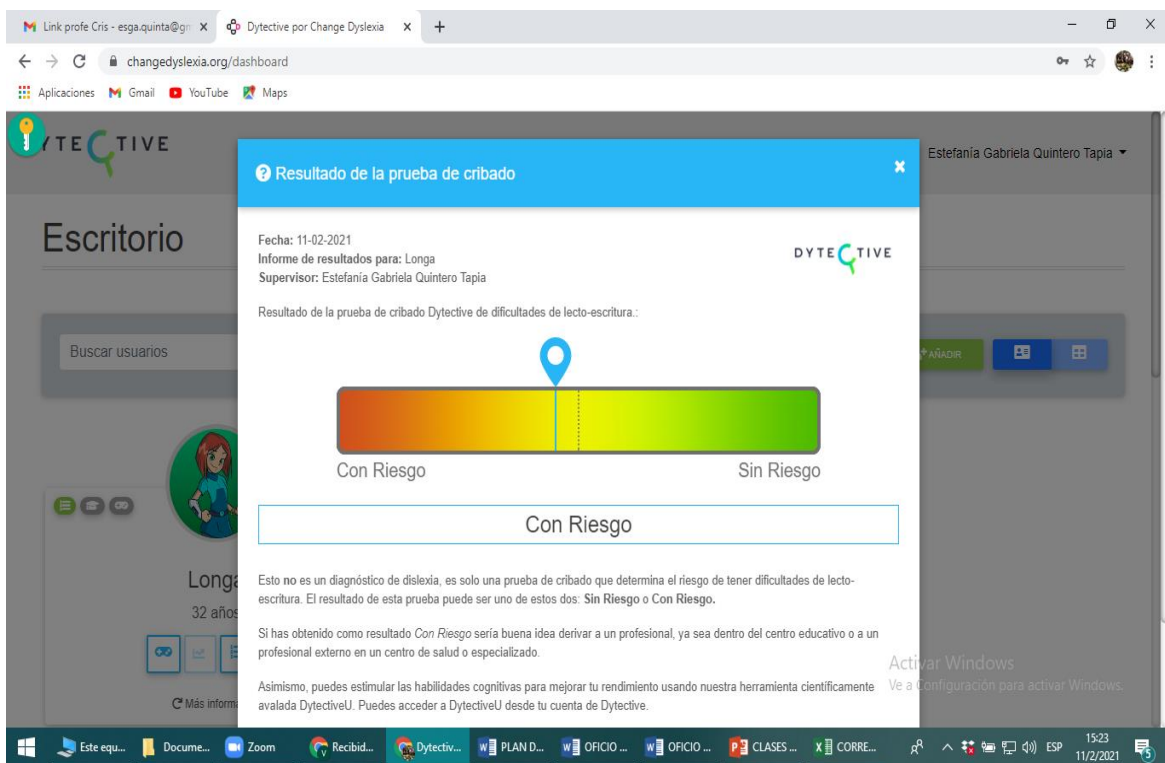 Link profe Cris - esga.quinta@gm
Dytective por Change Dyslexia
changedyslexia.org/dashboard
Aplicaciones
Gmail
YouTube
Maps
YTECTIVE
Estefanía Gabriela Quintero Tapia
Resultado de la prueba de cribado
Escritorio
Fecha: 11-02-2021
DYTECTIVE
Informe de resultados para: Longa
Supervisor: Estefanía Gabriela Quintero Tapia
Resultado de la prueba de cribado Dytective de dificultades de lecto-escritura.:
Buscar usuarios
AÑADIR
Con Riesgo
Sin Riesgo
Con Riesgo
Longa
32 años
Esto no es un diagnóstico de dislexia, es solo una prueba de cribado que determina el riesgo de tener dificultades de lecto-
escritura. El resultado de esta prueba puede ser uno de estos dos: Sin Riesgo o Con Riesgo.
Si has obtenido como resultado Con Riesgo sería buena idea derivar a un profesional, ya sea dentro del centro educativo o a un
profesional externo en un centro de salud o especializado.
Asimismo, puedes estimular las habilidades cognitivas para mejorar tu rendimiento usando nuestra herramienta científicamente
avalada DytectiveU. Puedes acceder a DytectiveU desde tu cuenta de Dytective.
Más informa
Activar Windows
Ve a Configuración para activar Windows.
Este equ...
Docume...
Zoom
Recibid...
Dytectiv...
PLAN D...
OFICIO ...
OFICIO ...
CLASES ...
CORRE...
ESP
15:23
11/2/2021
5